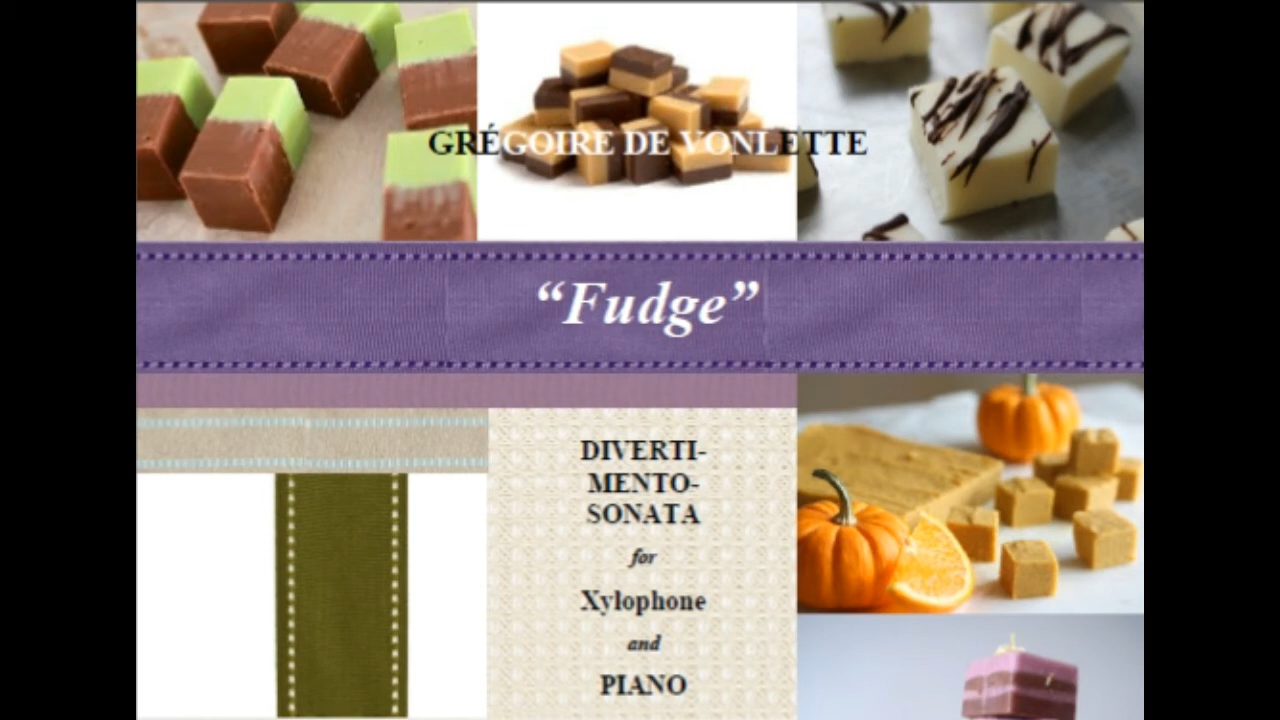 GRÉGOIRE DE VONLETTE
“Fudge”
DIVERTI-
MENTO-
SONATA
for
Xylophone
and
PIANO